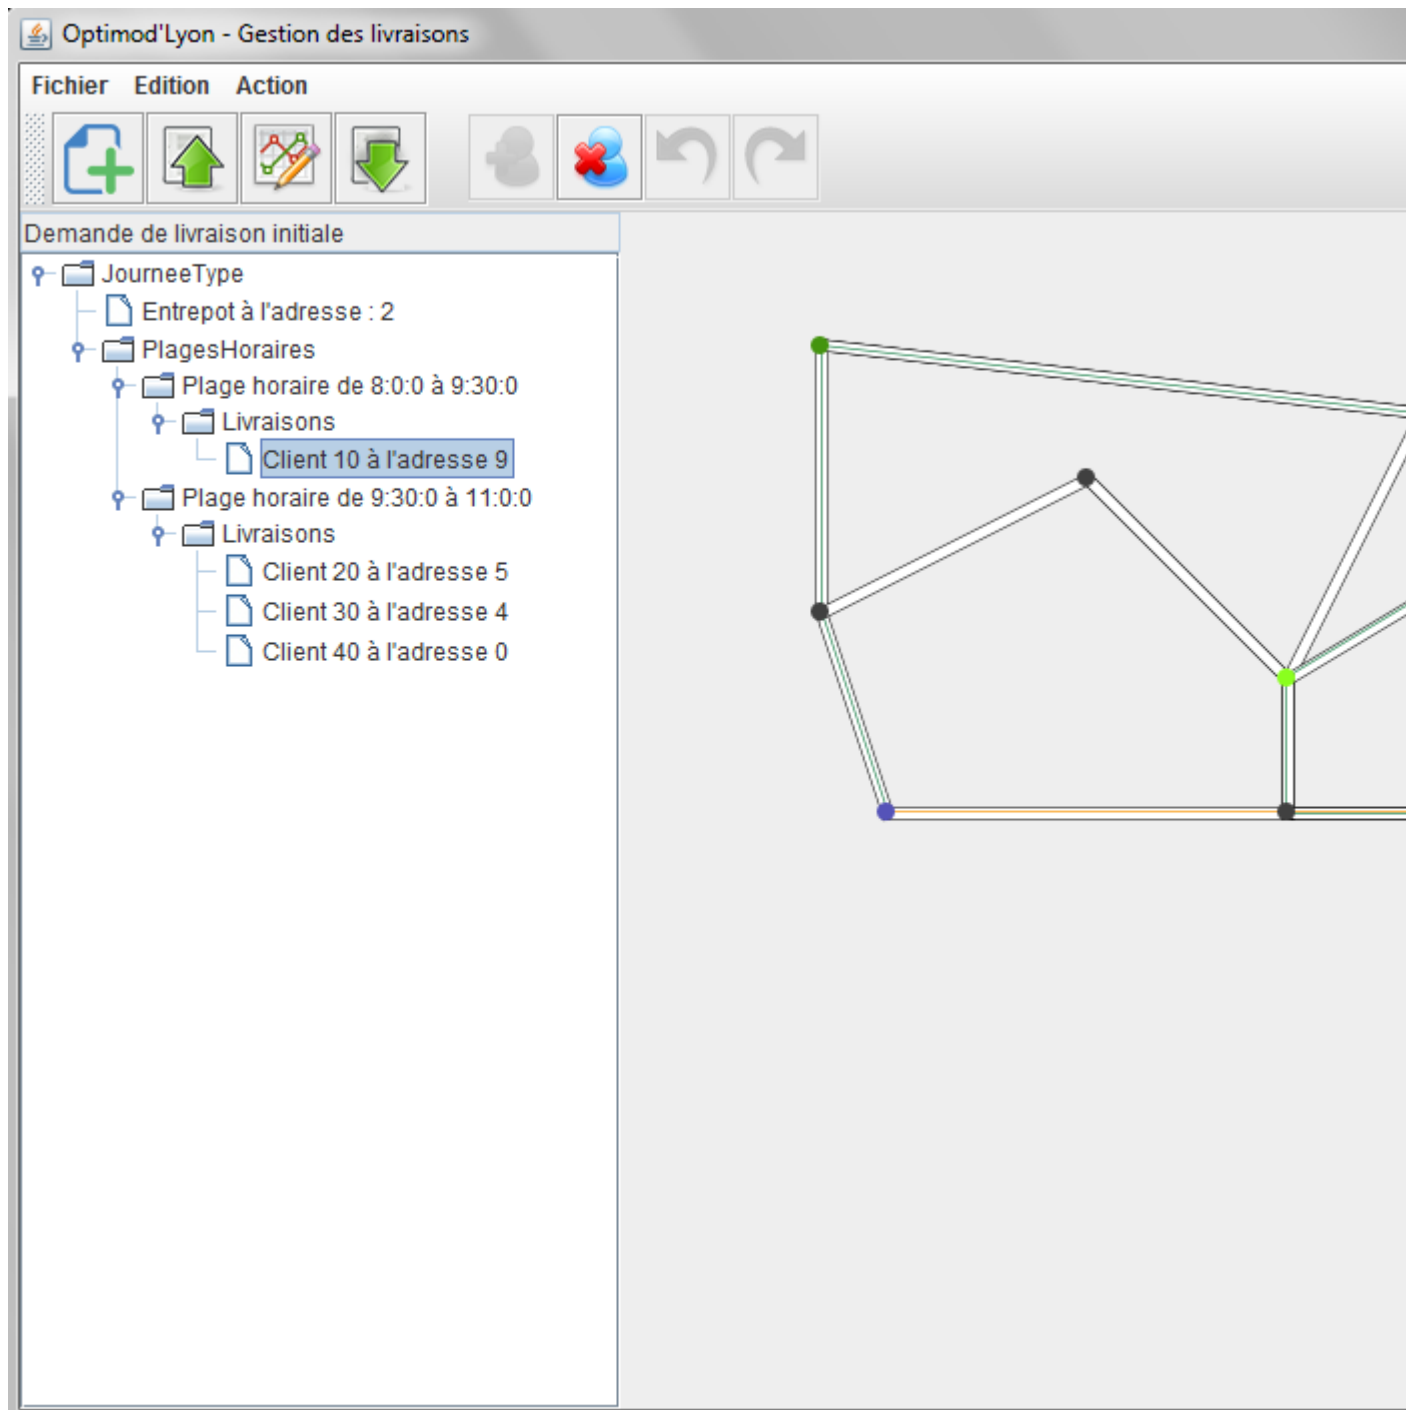 Optimod'Lyon - Gestion des livraisons
Fichier Edition Action
Demande de livraison initiale
JourneeType
Entrepot à l'adresse : 2
PlagesHoraires
Plage horaire de 8:0:0 à 9:30:0
Livraisons
Client 10 à l'adresse 9
Plage horaire de 9:30:0 à 11:0:0
Livraisons
Client 20 à l'adresse 5
Client 30 à l'adresse 4
Client 40 à l'adresse 0